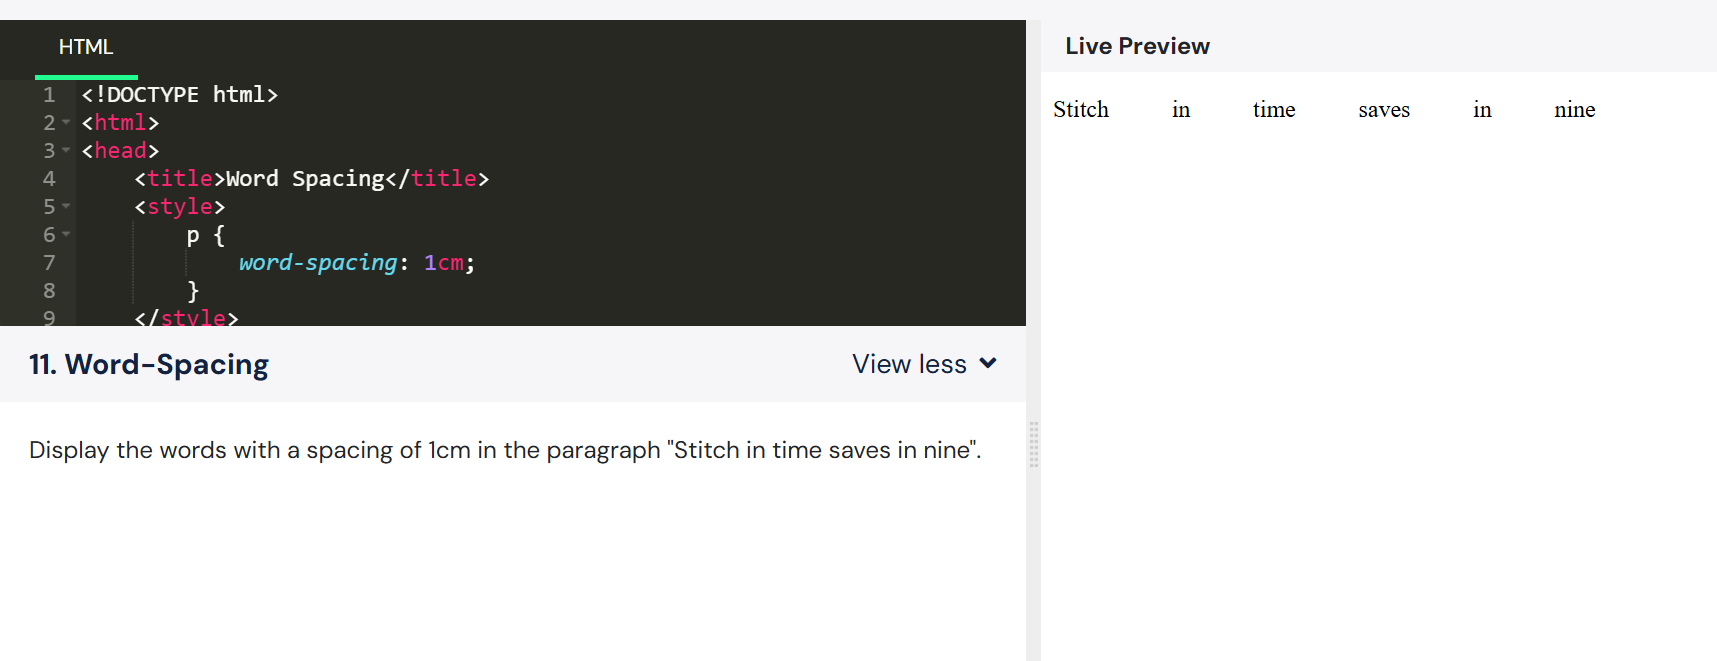 HTML
1 <!DOCTYPE html>
2 <html>
3 <head>
4 <title>Word Spacing</title>
5 <style>
6 p {
7 word-spacing: 1cm;
8 }
9 </style>
11. Word-Spacing
View less
Display the words with a spacing of 1cm in the paragraph "Stitch in time saves in nine".
Live Preview
Stitch in time saves in nine